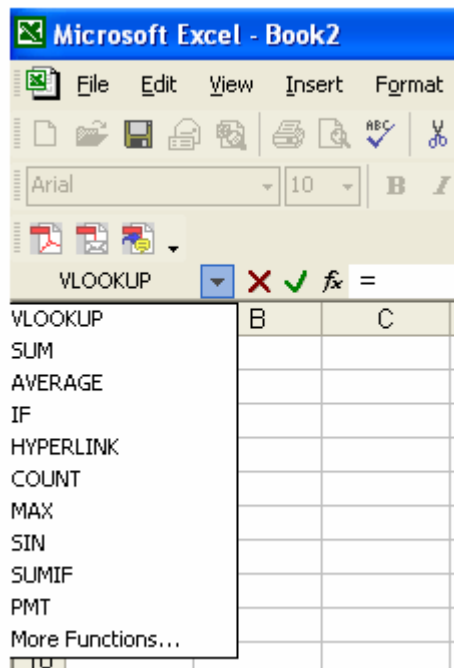 Microsoft Excel - Book2
File Edit View Insert Format
ABC
Arial 10 B I
VLOOKUP fx =
VLOOKUP B C
SUM
AVERAGE
IF
HYPERLINK
COUNT
MAX
SIN
SUMIF
PMT
More Functions...